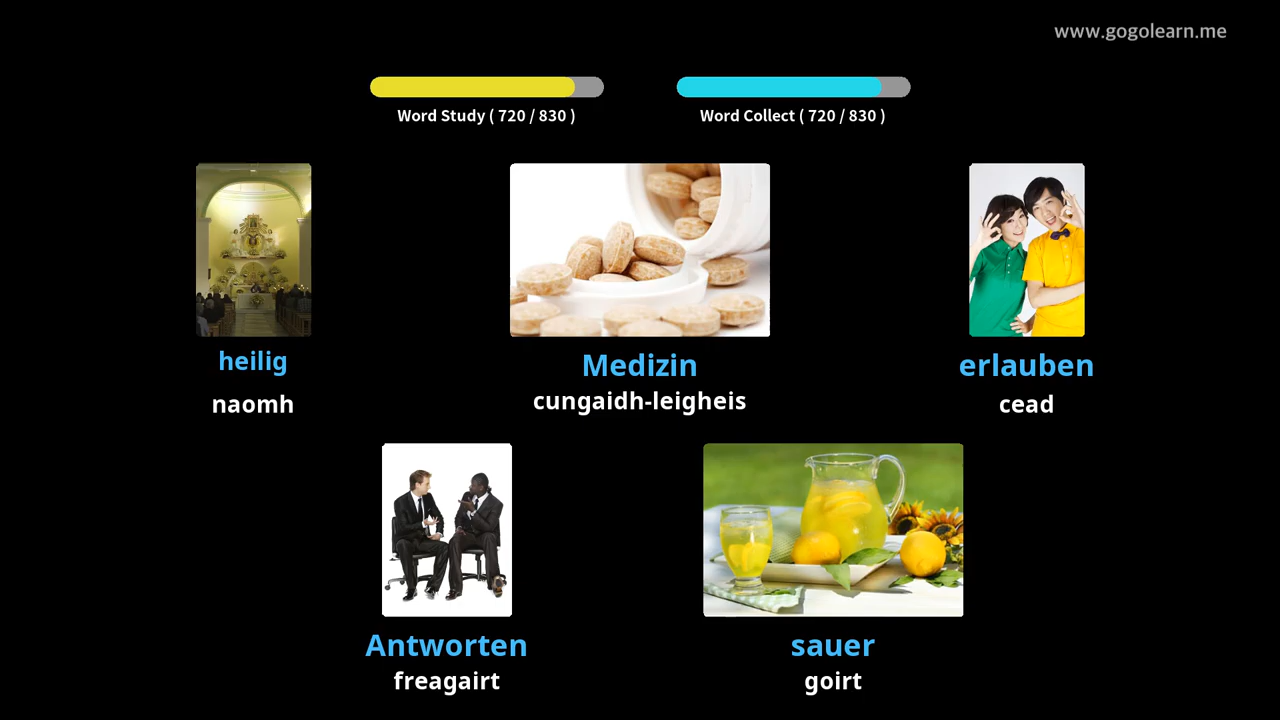 www.gogolearn.me
Word Study ( 720 / 830 )
Word Collect ( 720 / 830 )
heilig
naomh
Medizin
cungaidh-leigheis
erlauben
cead
Antworten
freagairt
sauer
goirt